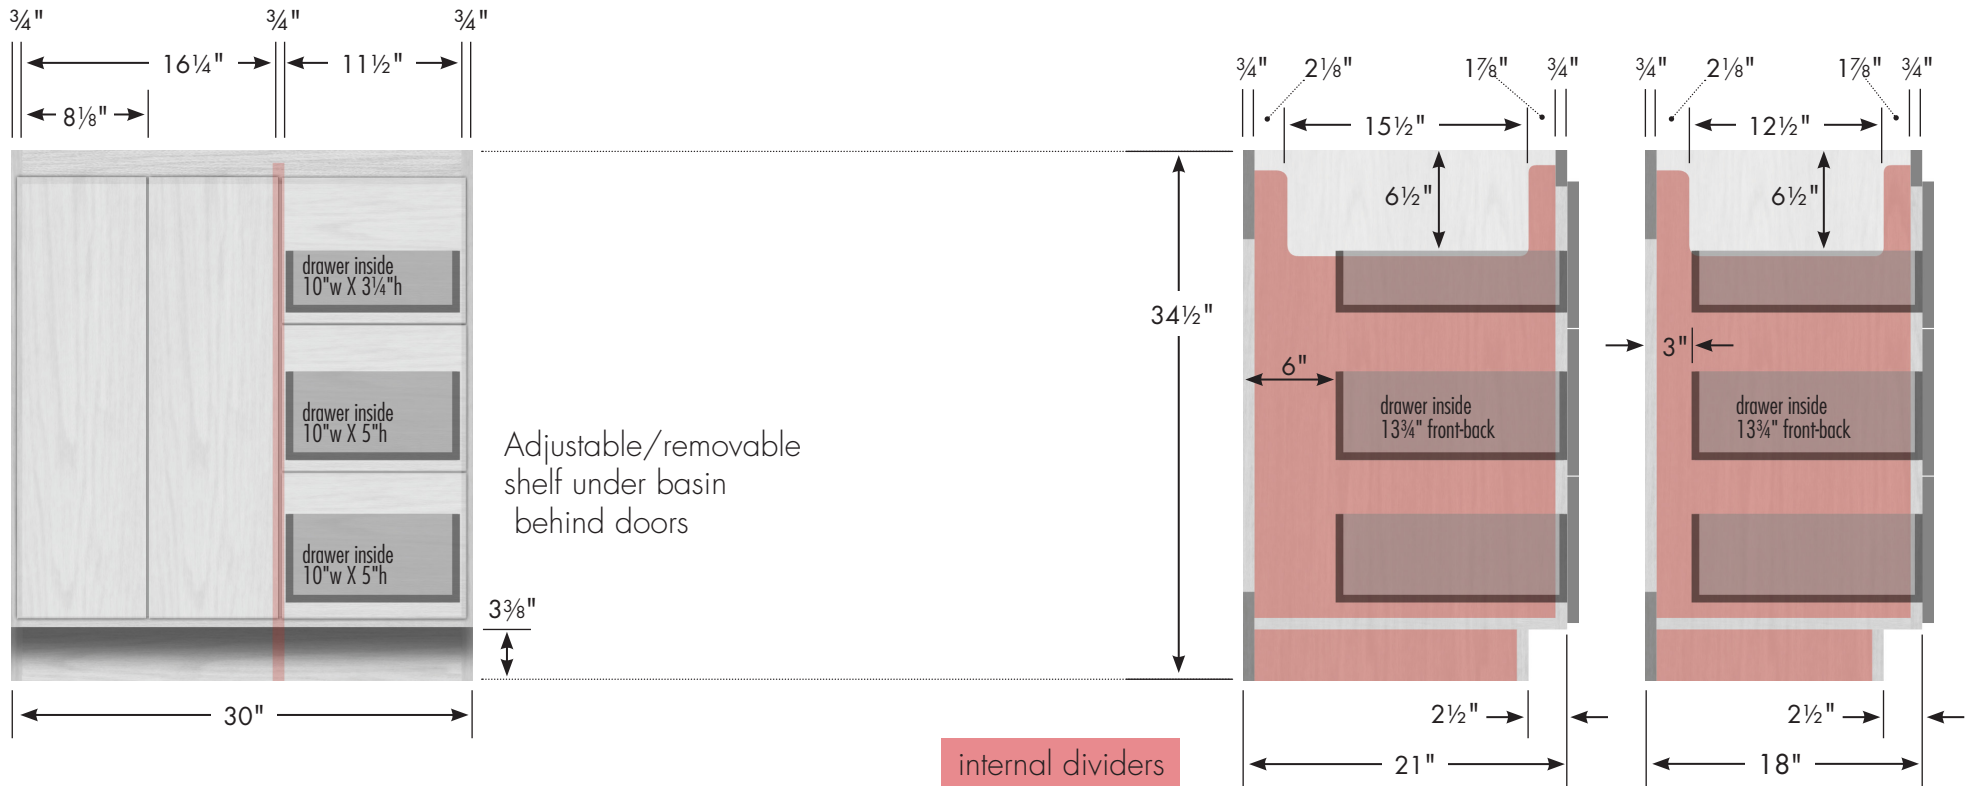 ¾" ¾" ¾"
16¼" 11½"
8⅛"
drawer inside
10"w X 3¼"h
drawer inside
10"w X 5"h
drawer inside
10"w X 5"h
30"
Adjustable/removable
shelf under basin
behind doors
3⅜"
34½"
internal dividers
¾" 2⅛" 1⅞" ¾"
15½"
6½"
6"
drawer inside
13¾" front-back
2½"
21"
¾" 2⅛" 1⅞" ¾"
12½"
6½"
3"
drawer inside
13¾" front-back
2½"
18"